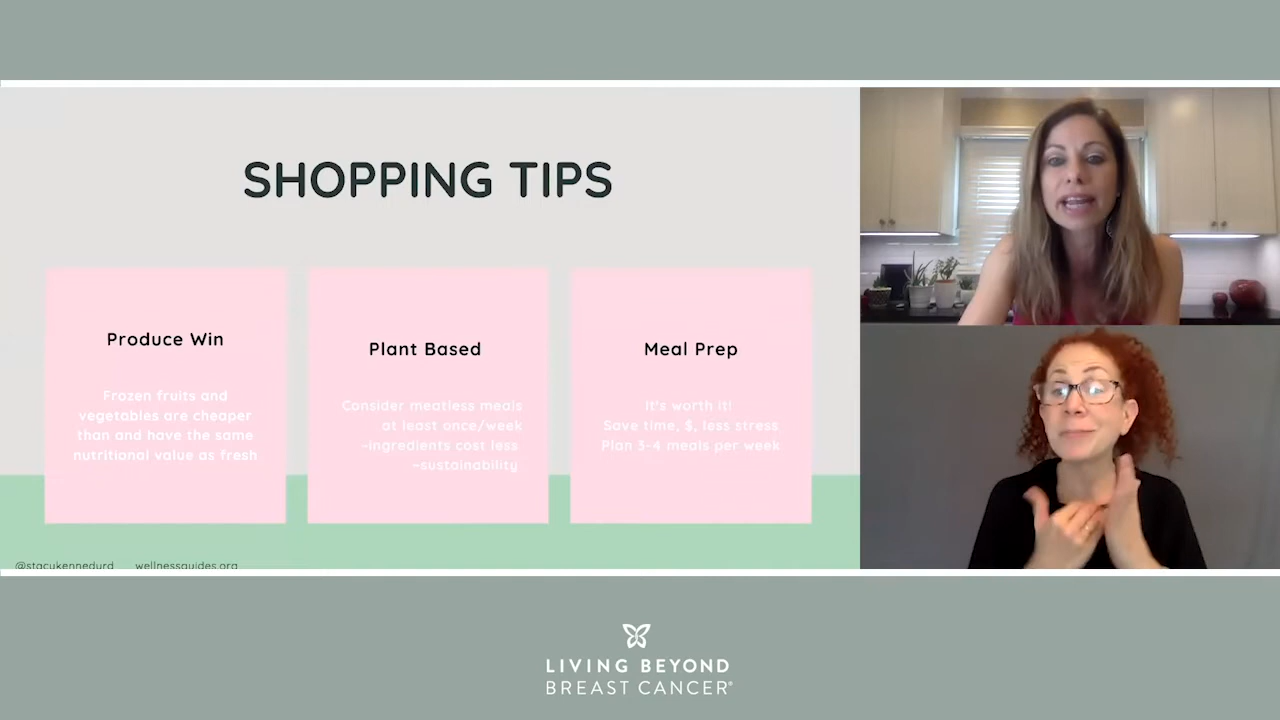 SHOPPING TIPS
Produce Win
Frozen fruits and
vegetables are cheaper
than and have the same
nutritional value as fresh
Plant Based
Consider meatless meals
at least once/week
-ingredients cost less
-sustainability
Meal Prep
It's worth it!
Save time, $, less stress
Plan 3-4 meals per week
@stacykennedyrd wellnessguides.org
LIVING BEYOND
BREAST CANCER®